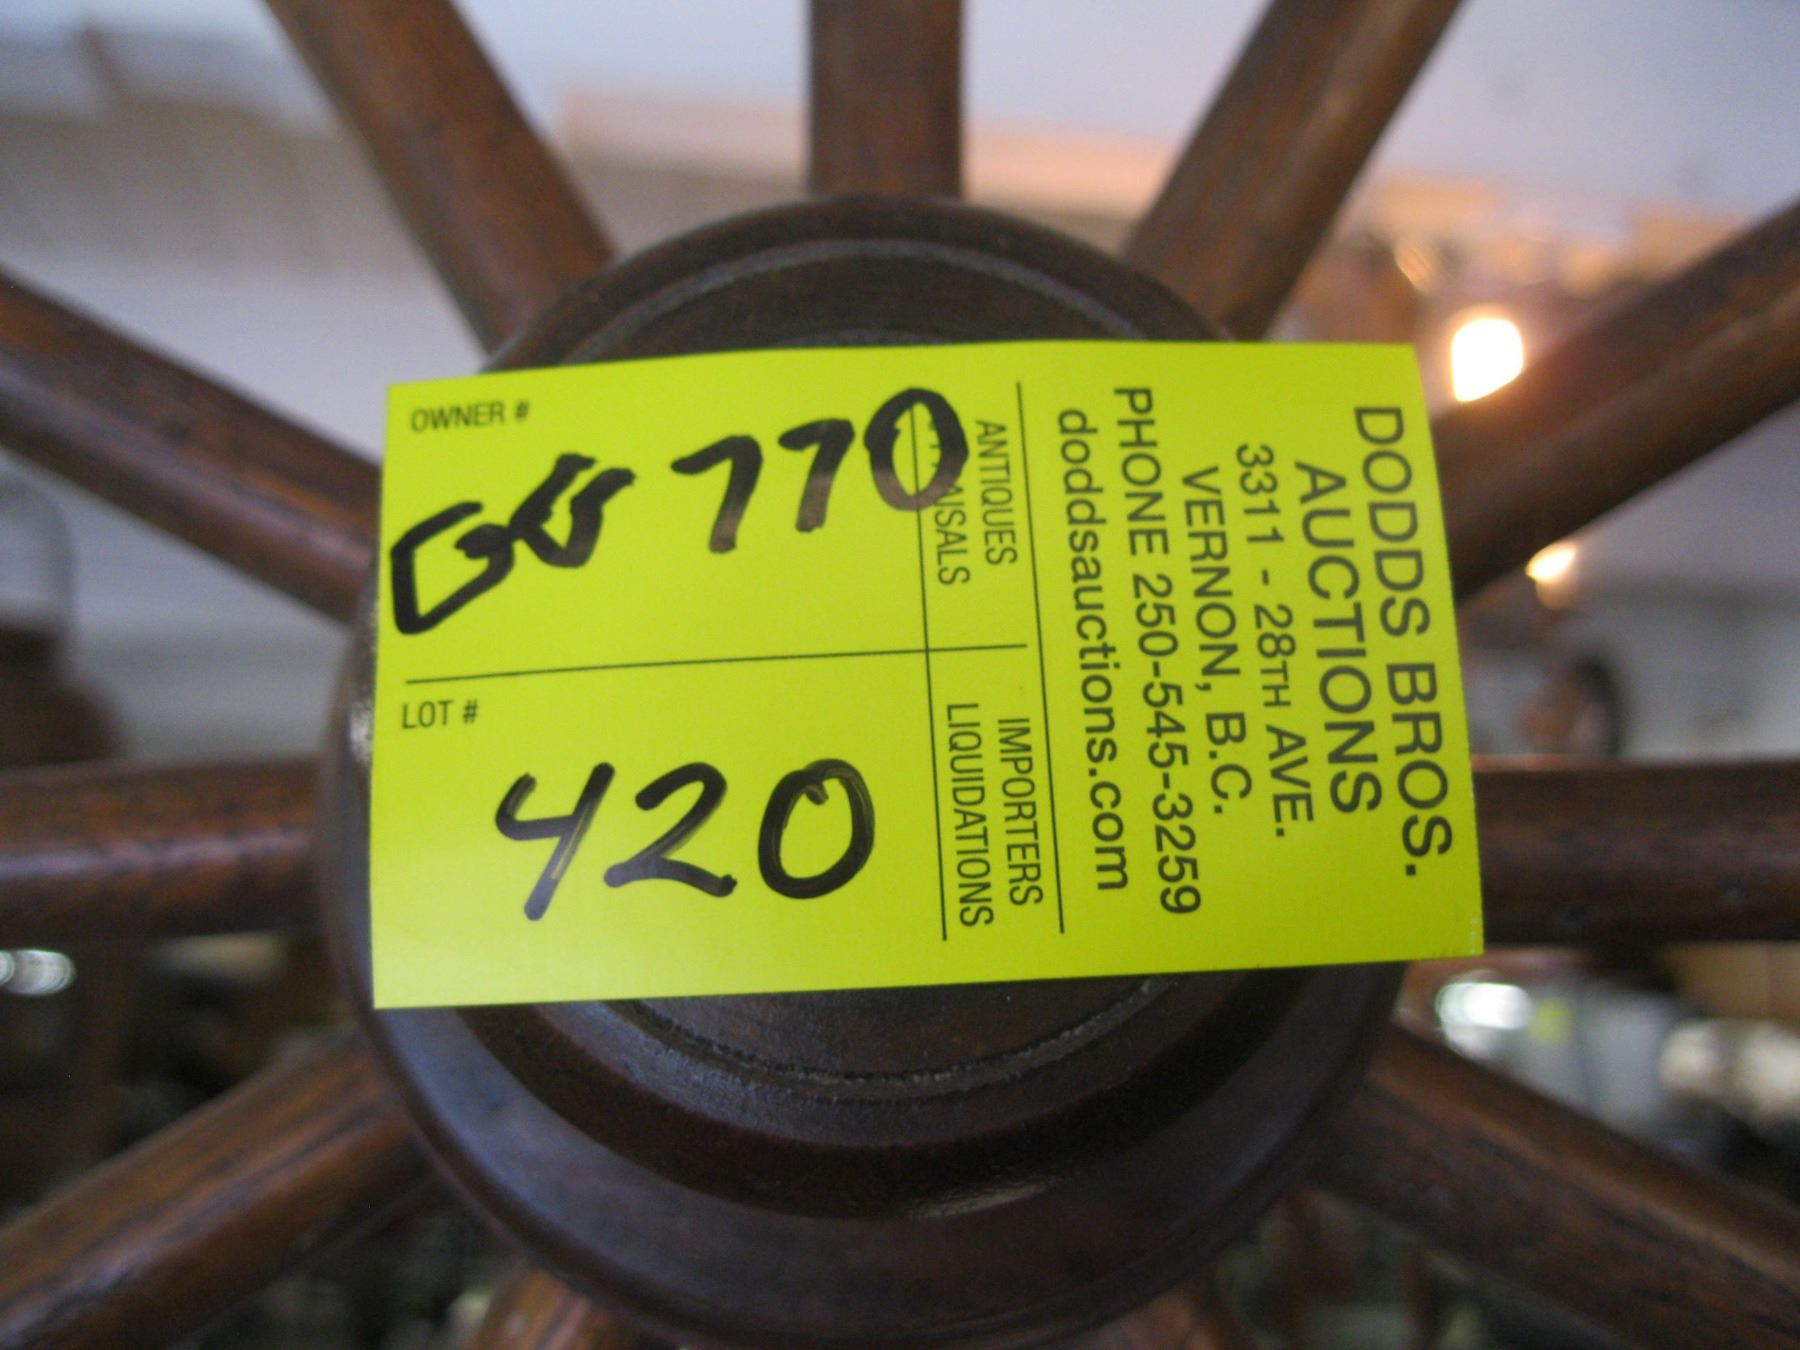 OWNER #
770
LOT #
420
ANTIQUES
IMPORTERS
LIQUIDATIONS
DODDS BROS.
AUCTIONS
3311 - 28TH AVE.
VERNON, B.C.
PHONE 250-545-3259
doddsauctions.com